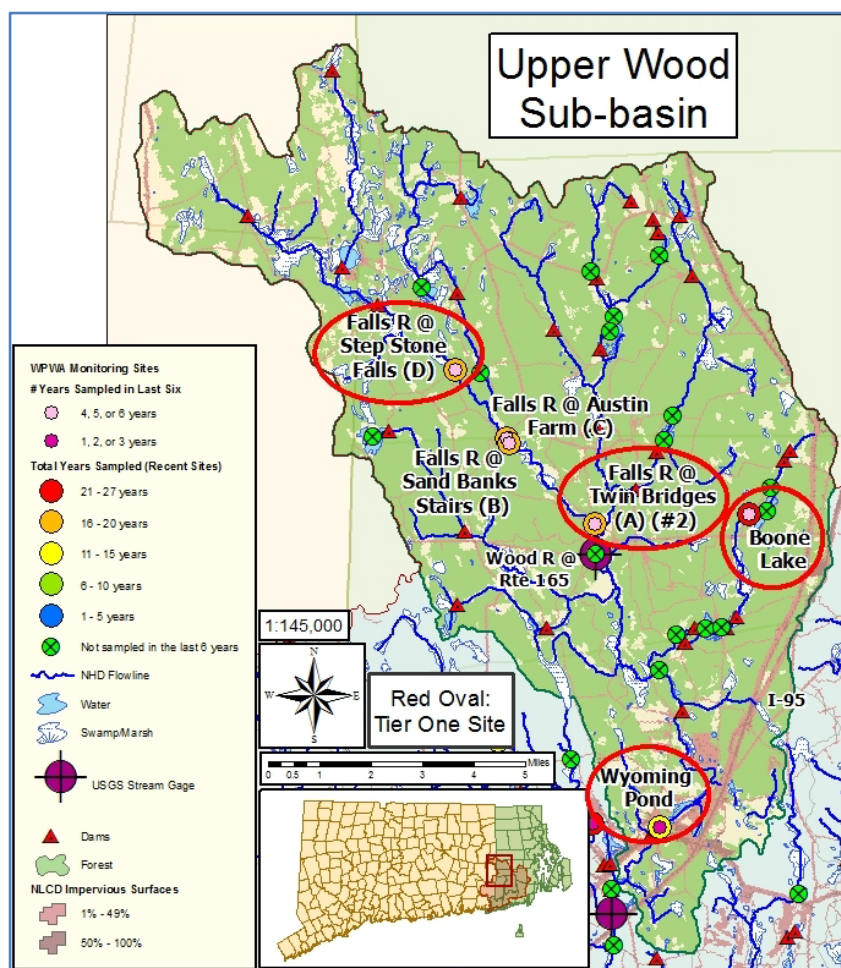 Upper Wood
Sub-basin
Falls R @
Step Stone
Falls (D)
Falls R @ Austin
Farm (C)
Falls R @
Sand Banks
Stairs (B)
Falls R @
Twin Bridges
(A) (#2)
Boone
Lake
Wood R @
Rte 165
I-95
Wyoming
Pond
WPWA Monitoring Sites
# Years Sampled in Last Six
4, 5, or 6 years
1, 2, or 3 years
Total Years Sampled (Recent Sites)
21 - 27 years
16 - 20 years
11 - 15 years
6 - 10 years
1 - 5 years
Not sampled in the last 6 years
NHD Flowline
Water
Swamp/Marsh
USGS Stream Gage
Dams
Forest
NLCD Impervious Surfaces
1% - 49%
50% - 100%
1:145,000
N
W E
S
Red Oval:
Tier One Site
0 0.5 1 2 3 4 5
Miles